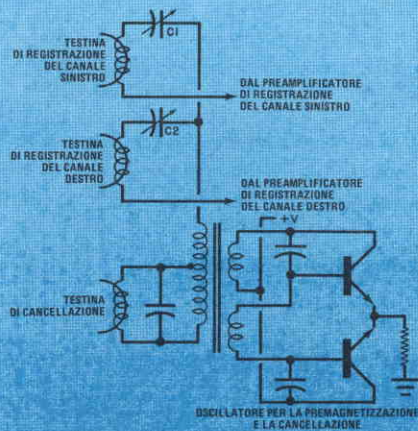 TESTINA
DI REGISTRAZIONE
DEL CANALE
SINISTRO
C1
DAL PREAMPLIFICATORE
DI REGISTRAZIONE
DEL CANALE SINISTRO
TESTINA
DI REGISTRAZIONE
DEL CANALE
DESTRO
C2
DAL PREAMPLIFICATORE
DI REGISTRAZIONE
DEL CANALE DESTRO
+V
TESTINA
DI CANCELLAZIONE
OSCILLATORE PER LA PREMAGNETIZZAZIONE
E LA CANCELLAZIONE